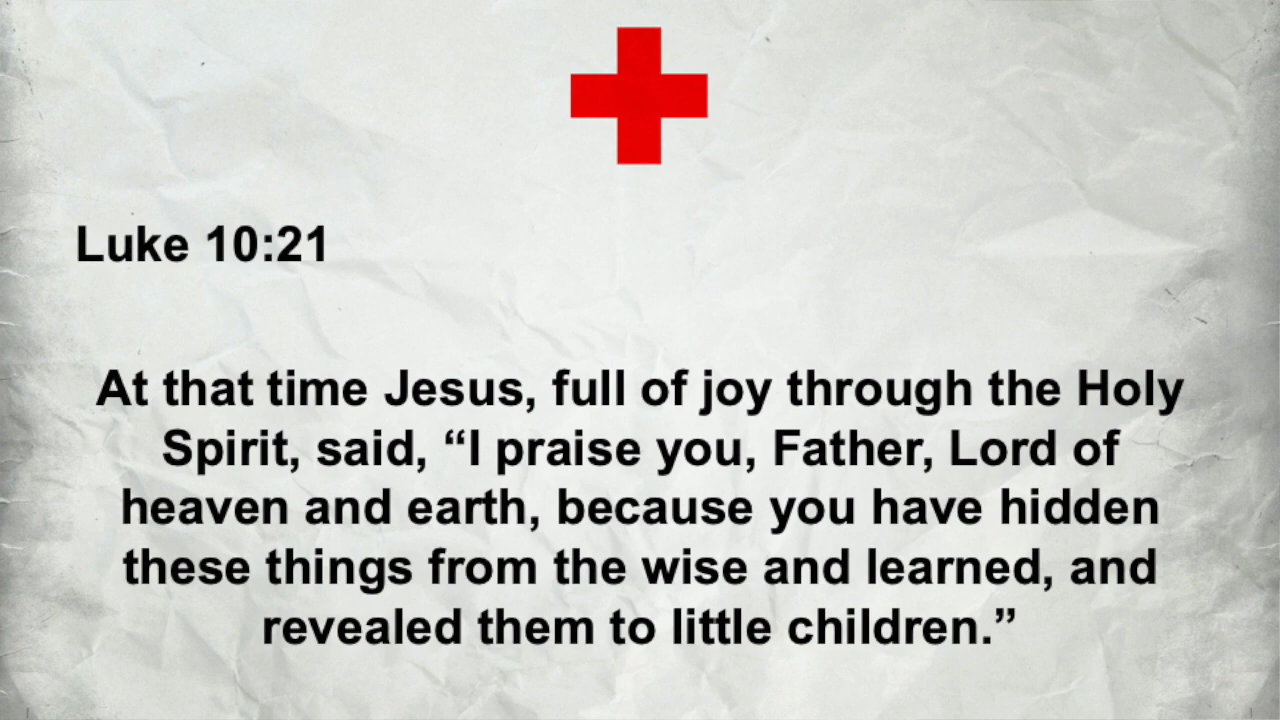 Luke 10:21
At that time Jesus, full of joy through the Holy
Spirit, said, “I praise you, Father, Lord of
heaven and earth, because you have hidden
these things from the wise and learned, and
revealed them to little children.”